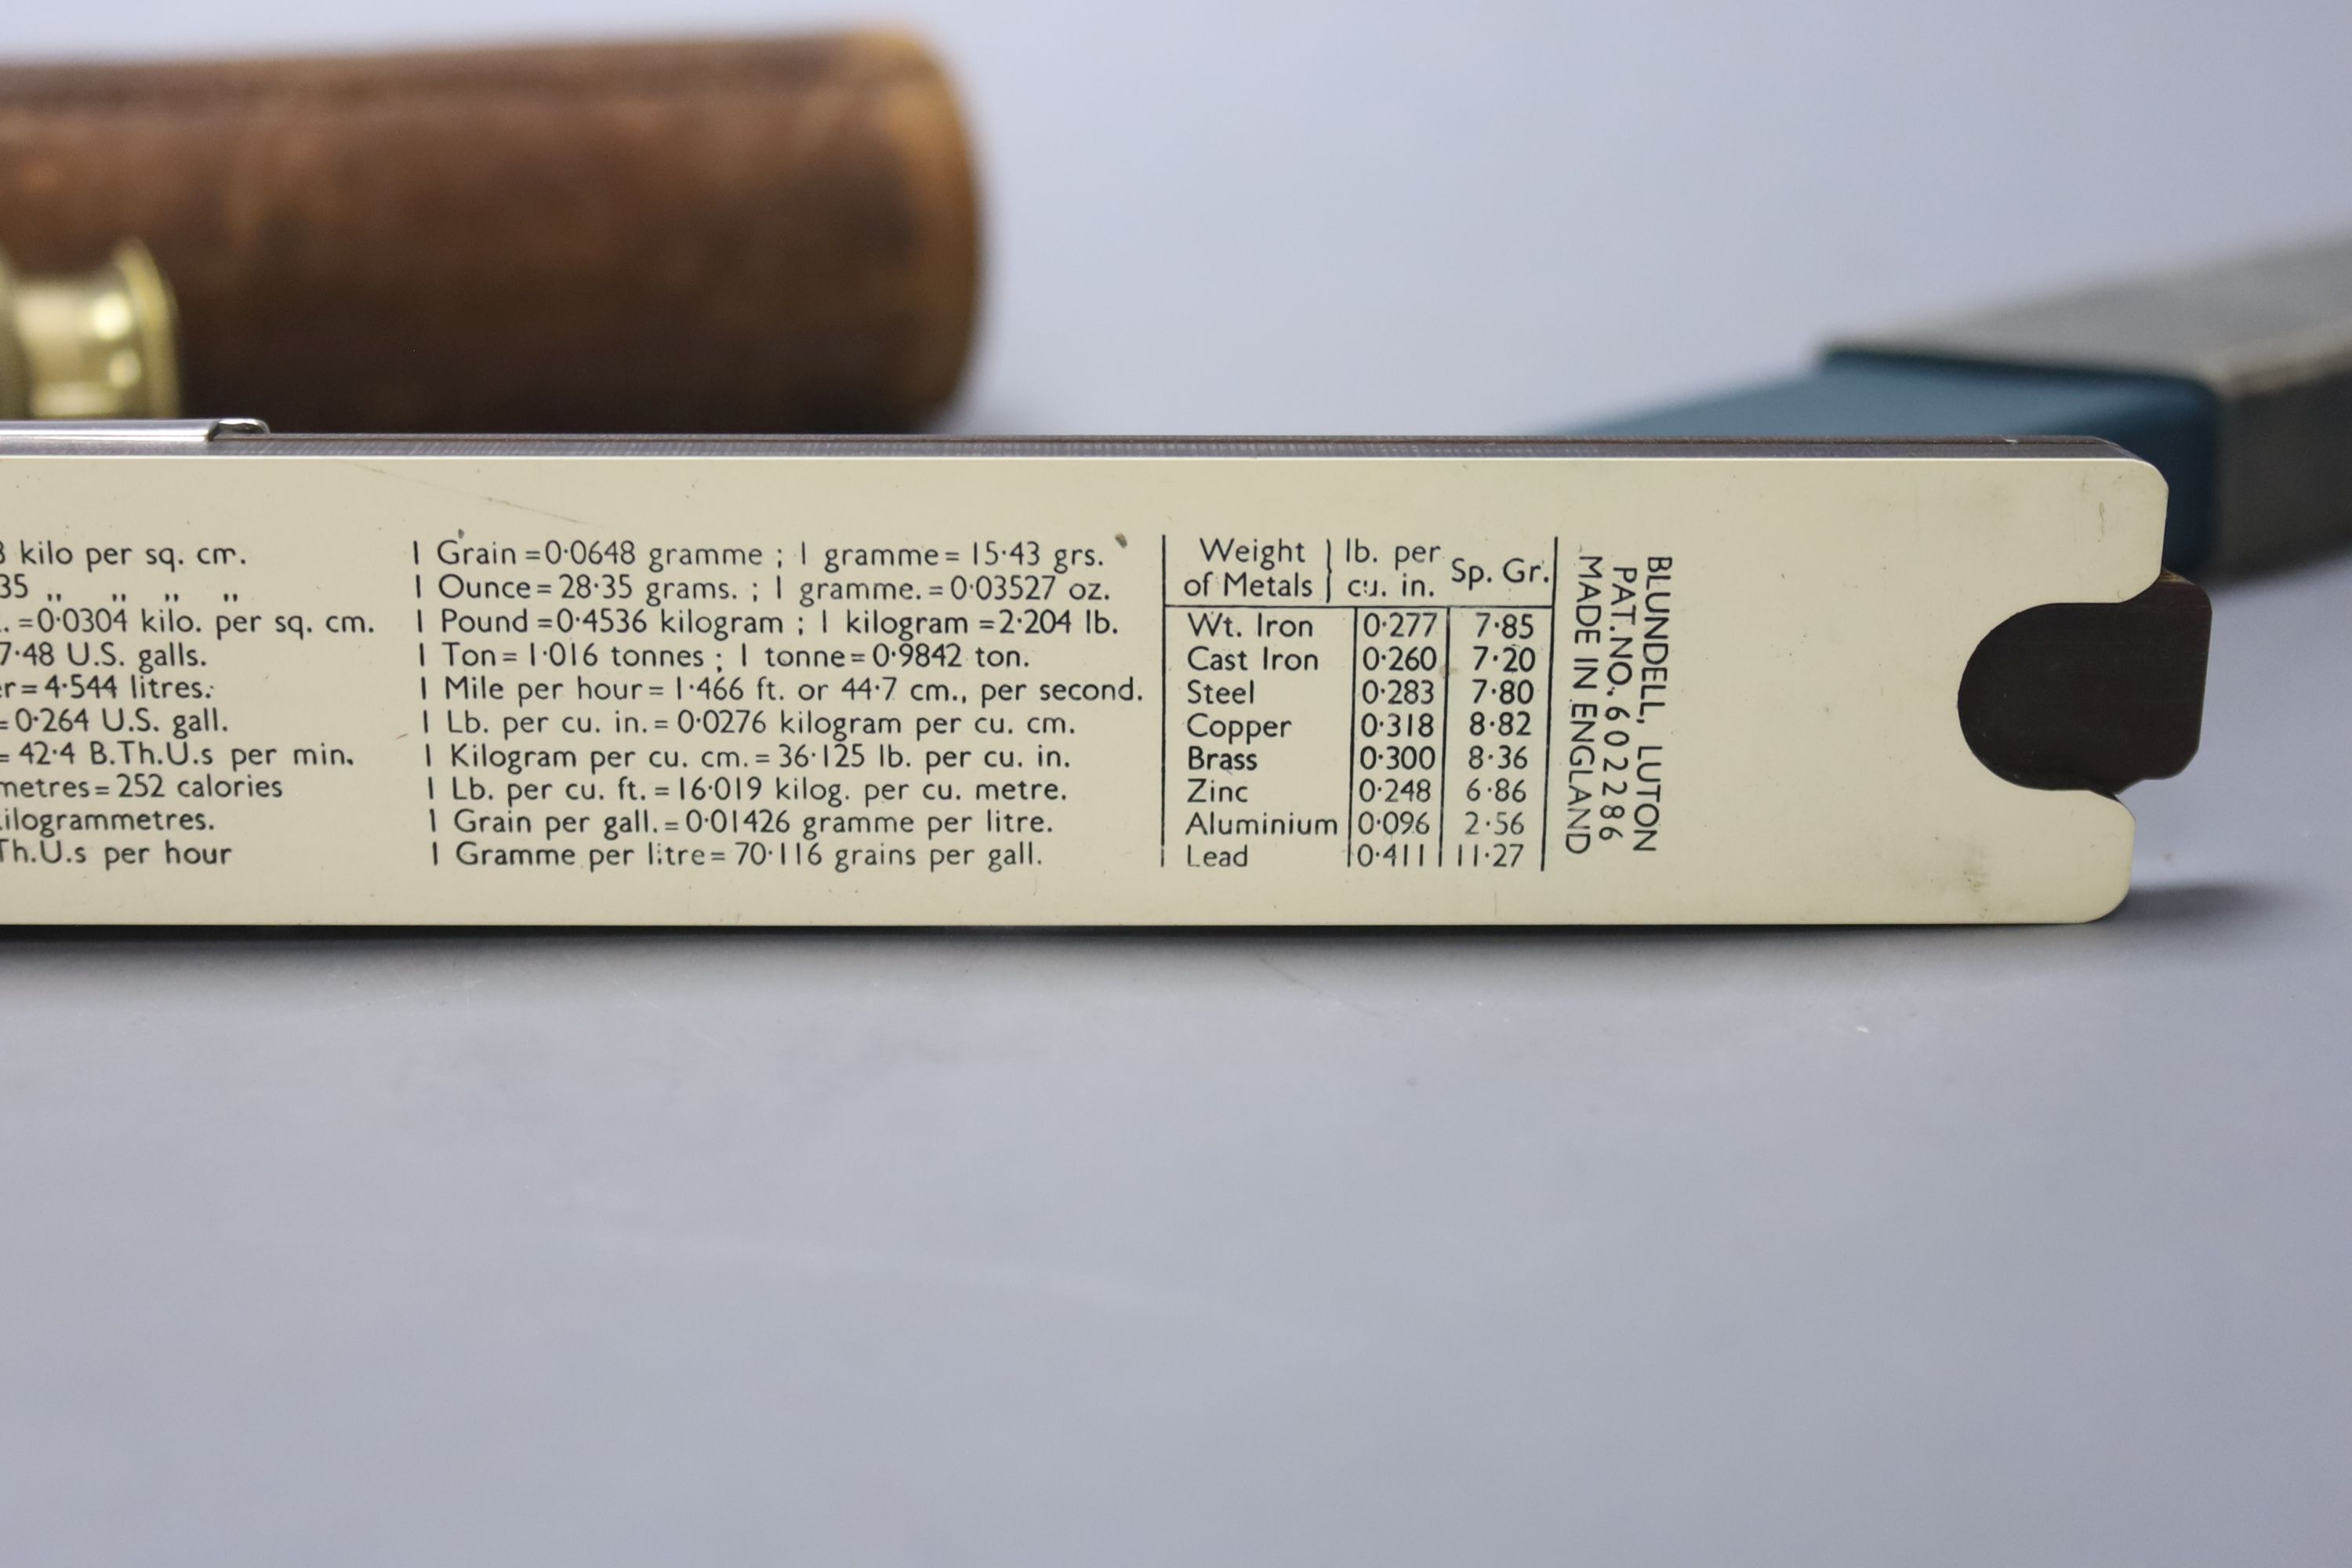 kilo per sq. cm.
35 ,, ,, ,, ,,
. =0·0304 kilo. per sq. cm.
7·48 U.S. galls.
r= 4·544 litres.
=0·264 U.S. gall.
= 42·4 B.Th.U.s per min.
metres= 252 calories
ilogrammetres.
Th.U.s per hour
1 Grain =0·0648 gramme ; 1 gramme= 15·43 grs.
1 Ounce= 28·35 grams. ; 1 gramme. = 0·03527 oz.
1 Pound =0·4536 kilogram ; 1 kilogram =2·204 lb.
1 Ton= 1·016 tonnes ; 1 tonne= 0·9842 ton.
1 Mile per hour= 1·466 ft. or 44·7 cm., per second.
1 Lb. per cu. in. = 0·0276 kilogram per cu. cm.
1 Kilogram per cu. cm. = 36·125 lb. per cu. in.
1 Lb. per cu. ft. = 16·019 kilog. per cu. metre.
1 Grain per gall. = 0·01426 gramme per litre.
1 Gramme per litre= 70·116 grains per gall.
Weight of Metals } lb. per cu. in. Sp. Gr.
Wt. Iron 0·277 7·85
Cast Iron 0·260 7·20
Steel 0·283 7·80
Copper 0·318 8·82
Brass 0·300 8·36
Zinc 0·248 6·86
Aluminium 0·096 2·56
Lead 0·411 11·27
BLUNDELL, LUTON
PAT. NO. 602286
MADE IN ENGLAND